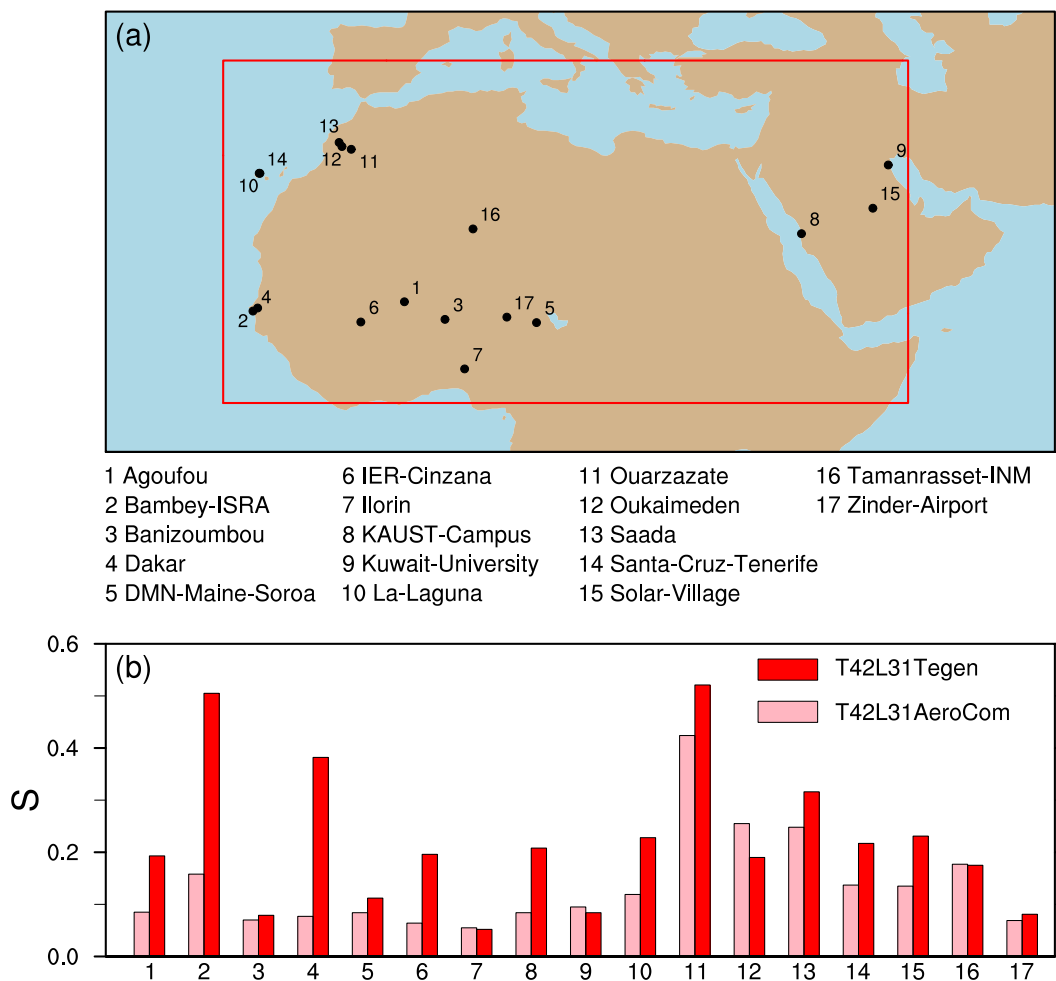 (a)
13
12
11
14
10
9
15
8
16
1
4
2
6
3
17
5
7
1 Agoufou
2 Bambey-ISRA
3 Banizoumbou
4 Dakar
5 DMN-Maine-Soroa
6 IER-Cinzana
7 Ilorin
8 KAUST-Campus
9 Kuwait-University
10 La-Laguna
11 Ouarzazate
12 Oukaimeden
13 Saada
14 Santa-Cruz-Tenerife
15 Solar-Village
16 Tamanrasset-INM
17 Zinder-Airport
(b)
T42L31Tegen
T42L31AeroCom
S
0.6
0.4
0.2
0.0
1 2 3 4 5 6 7 8 9 10 11 12 13 14 15 16 17